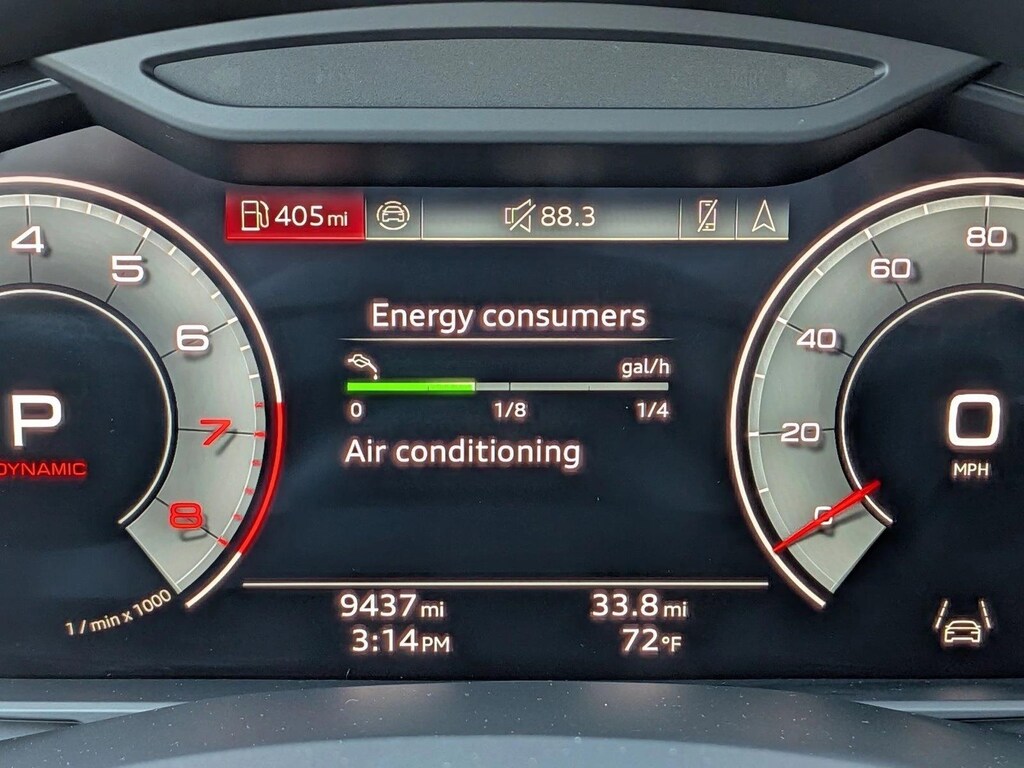 405 mi
88.3
Energy consumers
gal/h
0 1/8 1/4
Air conditioning
9437 mi 33.8 mi
3:14 PM 72 °F
4
5
6
7
8
1 / min x 1000
P
DYNAMIC
80
60
40
20
0
0
MPH